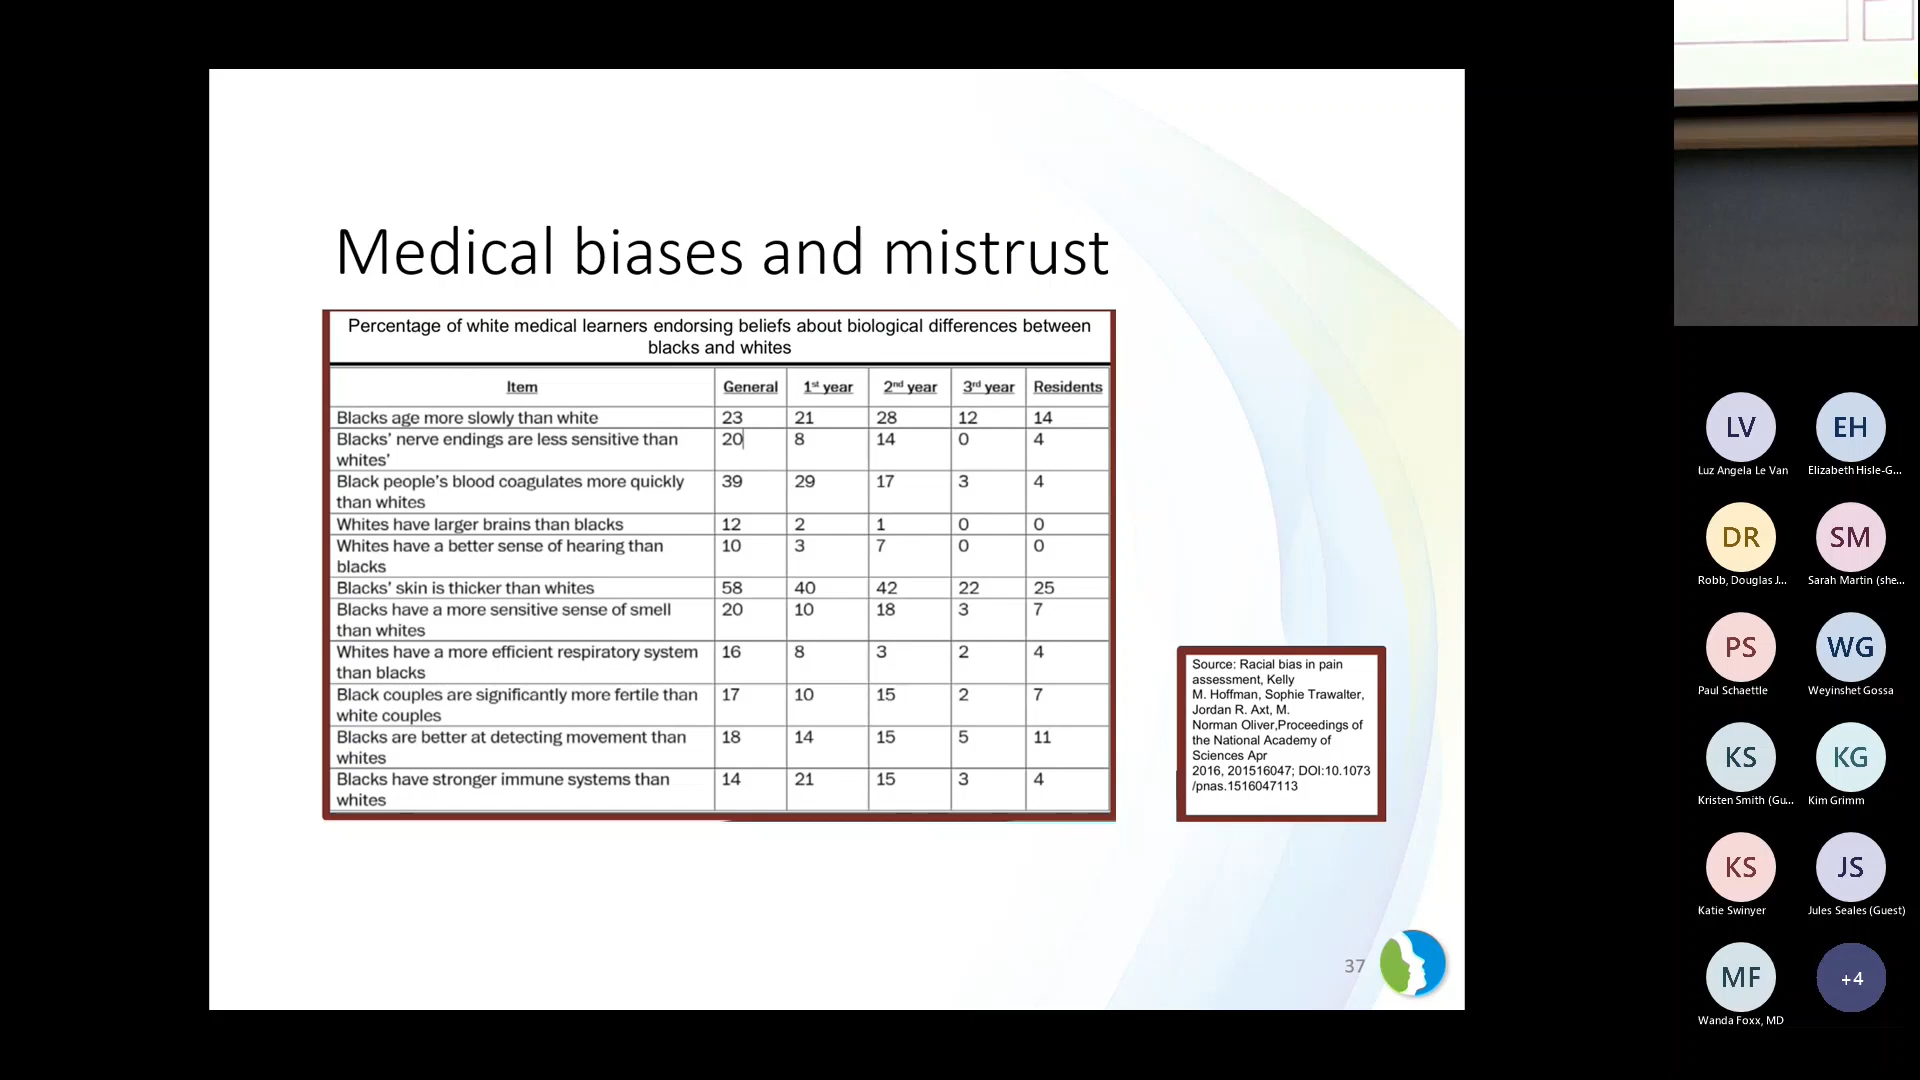 Medical biases and mistrust
Percentage of white medical learners endorsing beliefs about biological differences between
blacks and whites
Item General 1st year 2nd year 3rd year Residents
Blacks age more slowly than white 23 21 28 12 14
Blacks' nerve endings are less sensitive than 20 8 14 0 4
whites'
Black people's blood coagulates more quickly 39 29 17 3 4
than whites
Whites have larger brains than blacks 12 2 1 0 0
Whites have a better sense of hearing than 10 3 7 0 0
blacks
Blacks' skin is thicker than whites 58 40 42 22 25
Blacks have a more sensitive sense of smell 20 10 18 3 7
than whites
Whites have a more efficient respiratory system 16 8 3 2 4
than blacks
Black couples are significantly more fertile than 17 10 15 2 7
white couples
Blacks are better at detecting movement than 18 14 15 5 11
whites
Blacks have stronger immune systems than 14 21 15 3 4
whites
Source: Racial bias in pain
assessment, Kelly
M. Hoffman, Sophie Trawalter,
Jordan R. Axt, M.
Norman Oliver,Proceedings of
the National Academy of
Sciences Apr
2016, 201516047; DOI:10.1073
/pnas.1516047113
37
LV EH
Luz Angela Le Van Elizabeth Hisle-G...
DR SM
Robb, Douglas J... Sarah Martin (she...
PS WG
Paul Schaettle Weyinshet Gossa
KS KG
Kristen Smith (Gu... Kim Grimm
KS JS
Katie Swinyer Jules Seales (Guest)
MF +4
Wanda Foxx, MD